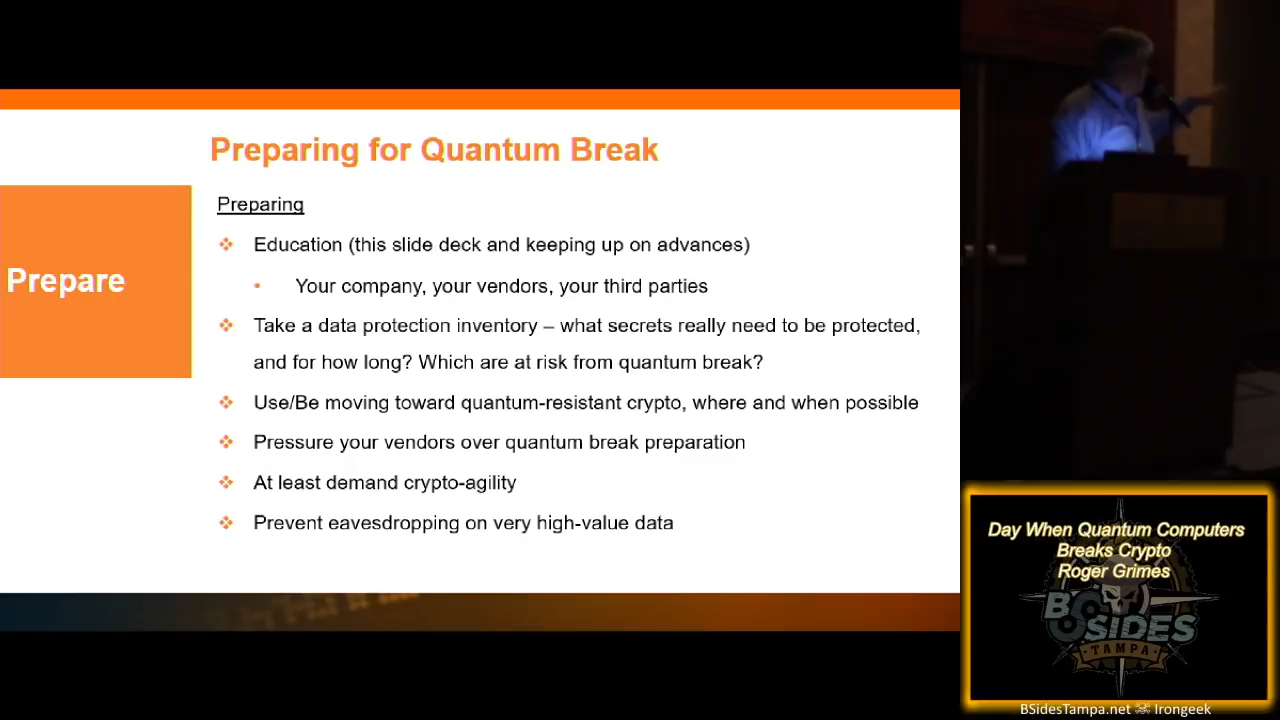 Preparing for Quantum Break
Prepare
Preparing
Education (this slide deck and keeping up on advances)
Your company, your vendors, your third parties
Take a data protection inventory – what secrets really need to be protected,
and for how long? Which are at risk from quantum break?
Use/Be moving toward quantum-resistant crypto, where and when possible
Pressure your vendors over quantum break preparation
At least demand crypto-agility
Prevent eavesdropping on very high-value data
Day When Quantum Computers
Breaks Crypto
Roger Grimes
BSIDES
TAMPA
BSidesTampa.net ☠ Irongeek